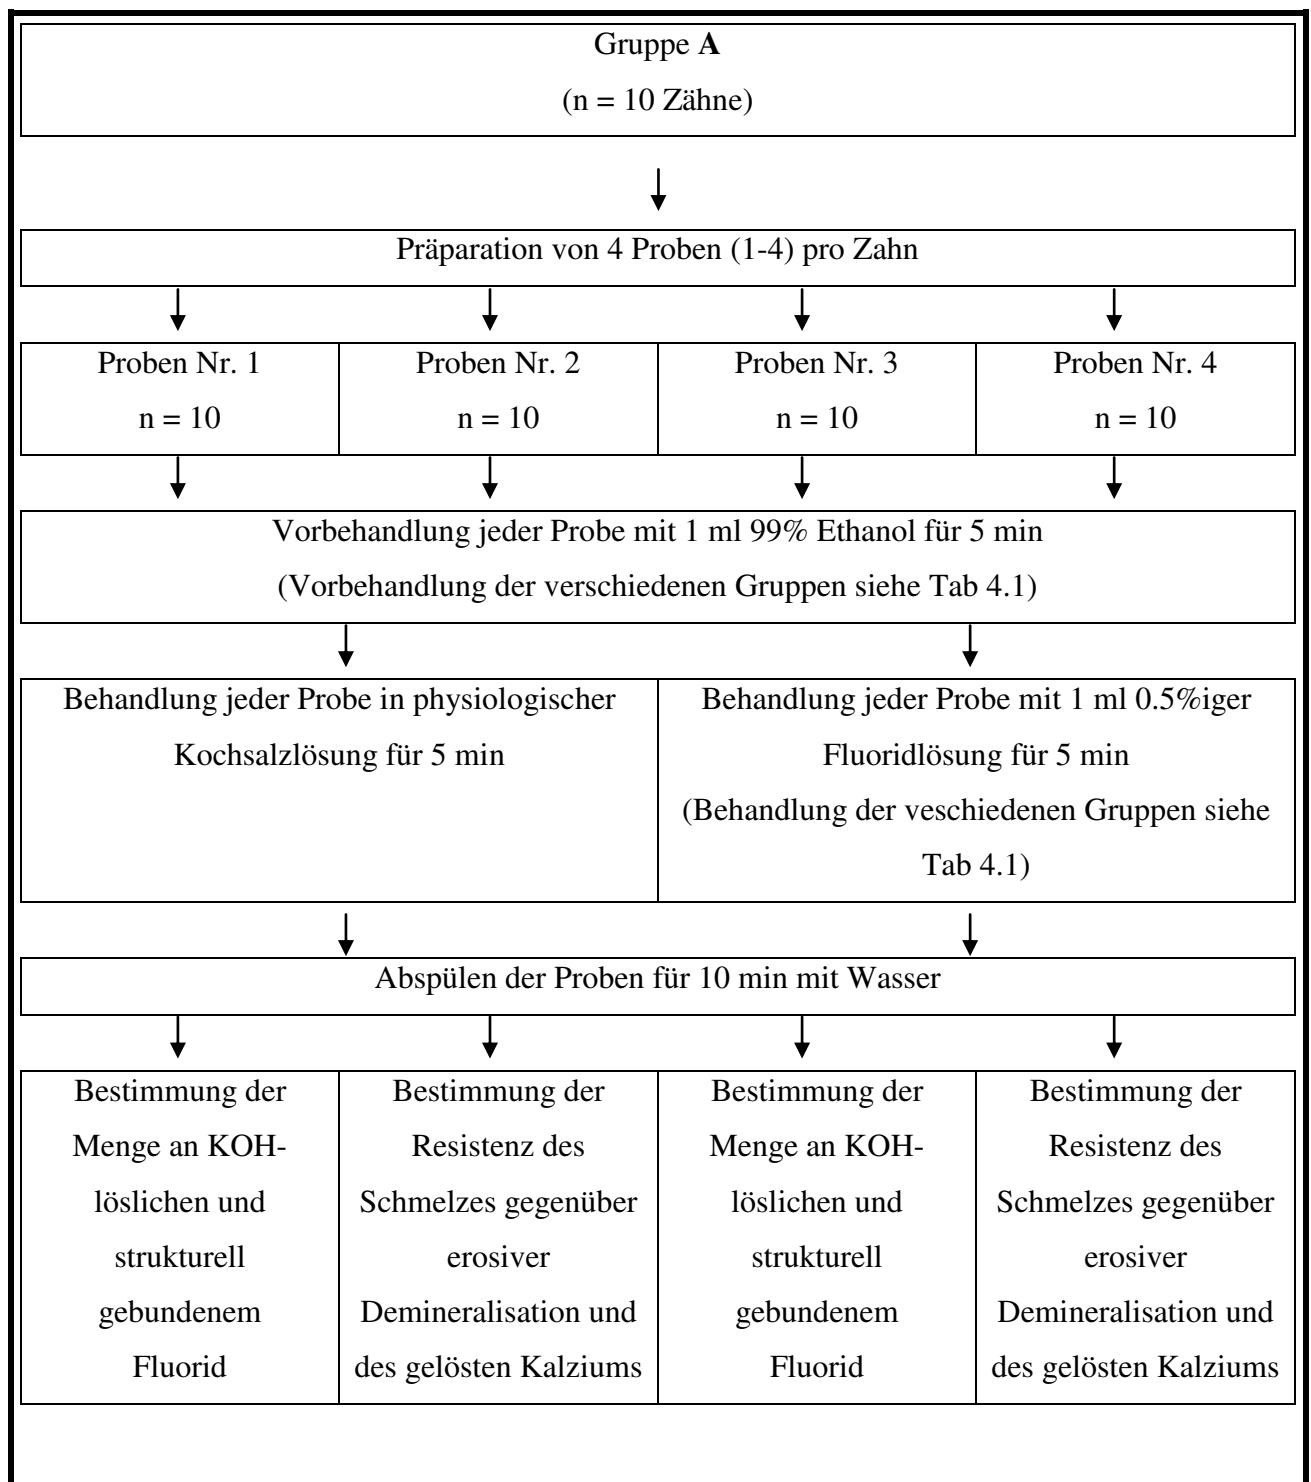 Gruppe A
(n = 10 Zähne)
Präparation von 4 Proben (1-4) pro Zahn
Proben Nr. 1
n = 10
Proben Nr. 2
n = 10
Proben Nr. 3
n = 10
Proben Nr. 4
n = 10
Vorbehandlung jeder Probe mit 1 ml 99% Ethanol für 5 min
(Vorbehandlung der verschiedenen Gruppen siehe Tab 4.1)
Behandlung jeder Probe in physiologischer
Kochsalzlösung für 5 min
Behandlung jeder Probe mit 1 ml 0.5%iger
Fluoridlösung für 5 min
(Behandlung der veschiedenen Gruppen siehe
Tab 4.1)
Abspülen der Proben für 10 min mit Wasser
Bestimmung der
Menge an KOH-
löslichen und
strukturell
gebundenem
Fluorid
Bestimmung der
Resistenz des
Schmelzes gegenüber
erosiver
Demineralisation und
des gelösten Kalziums
Bestimmung der
Menge an KOH-
löslichen und
strukturell
gebundenem
Fluorid
Bestimmung der
Resistenz des
Schmelzes gegenüber
erosiver
Demineralisation und
des gelösten Kalziums